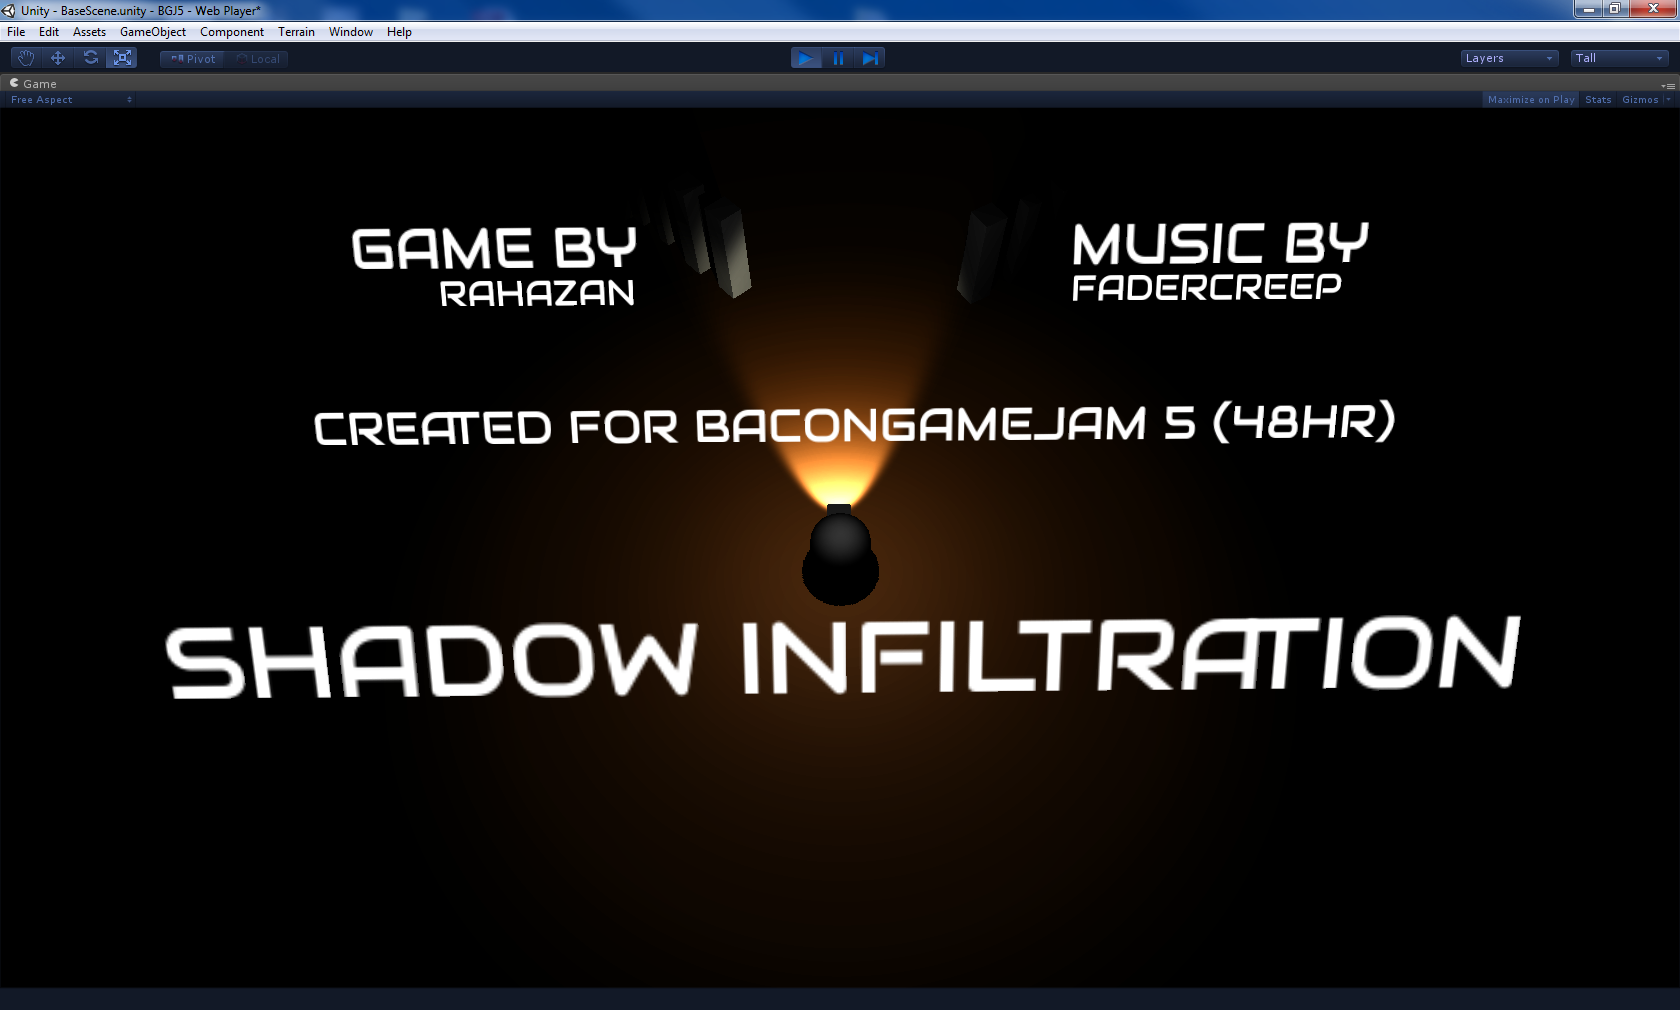 Unity - BaseScene.unity - BGJ5 - Web Player*
File Edit Assets GameObject Component Terrain Window Help
Pivot Local Layers Tall
Game
Free Aspect Maximize on Play Stats Gizmos
GAME BY
RAHAZAN
MUSIC BY
FADERCREEP
CREATED FOR BACONGAMEJAM 5 (48HR)
SHADOW INFILTRATION